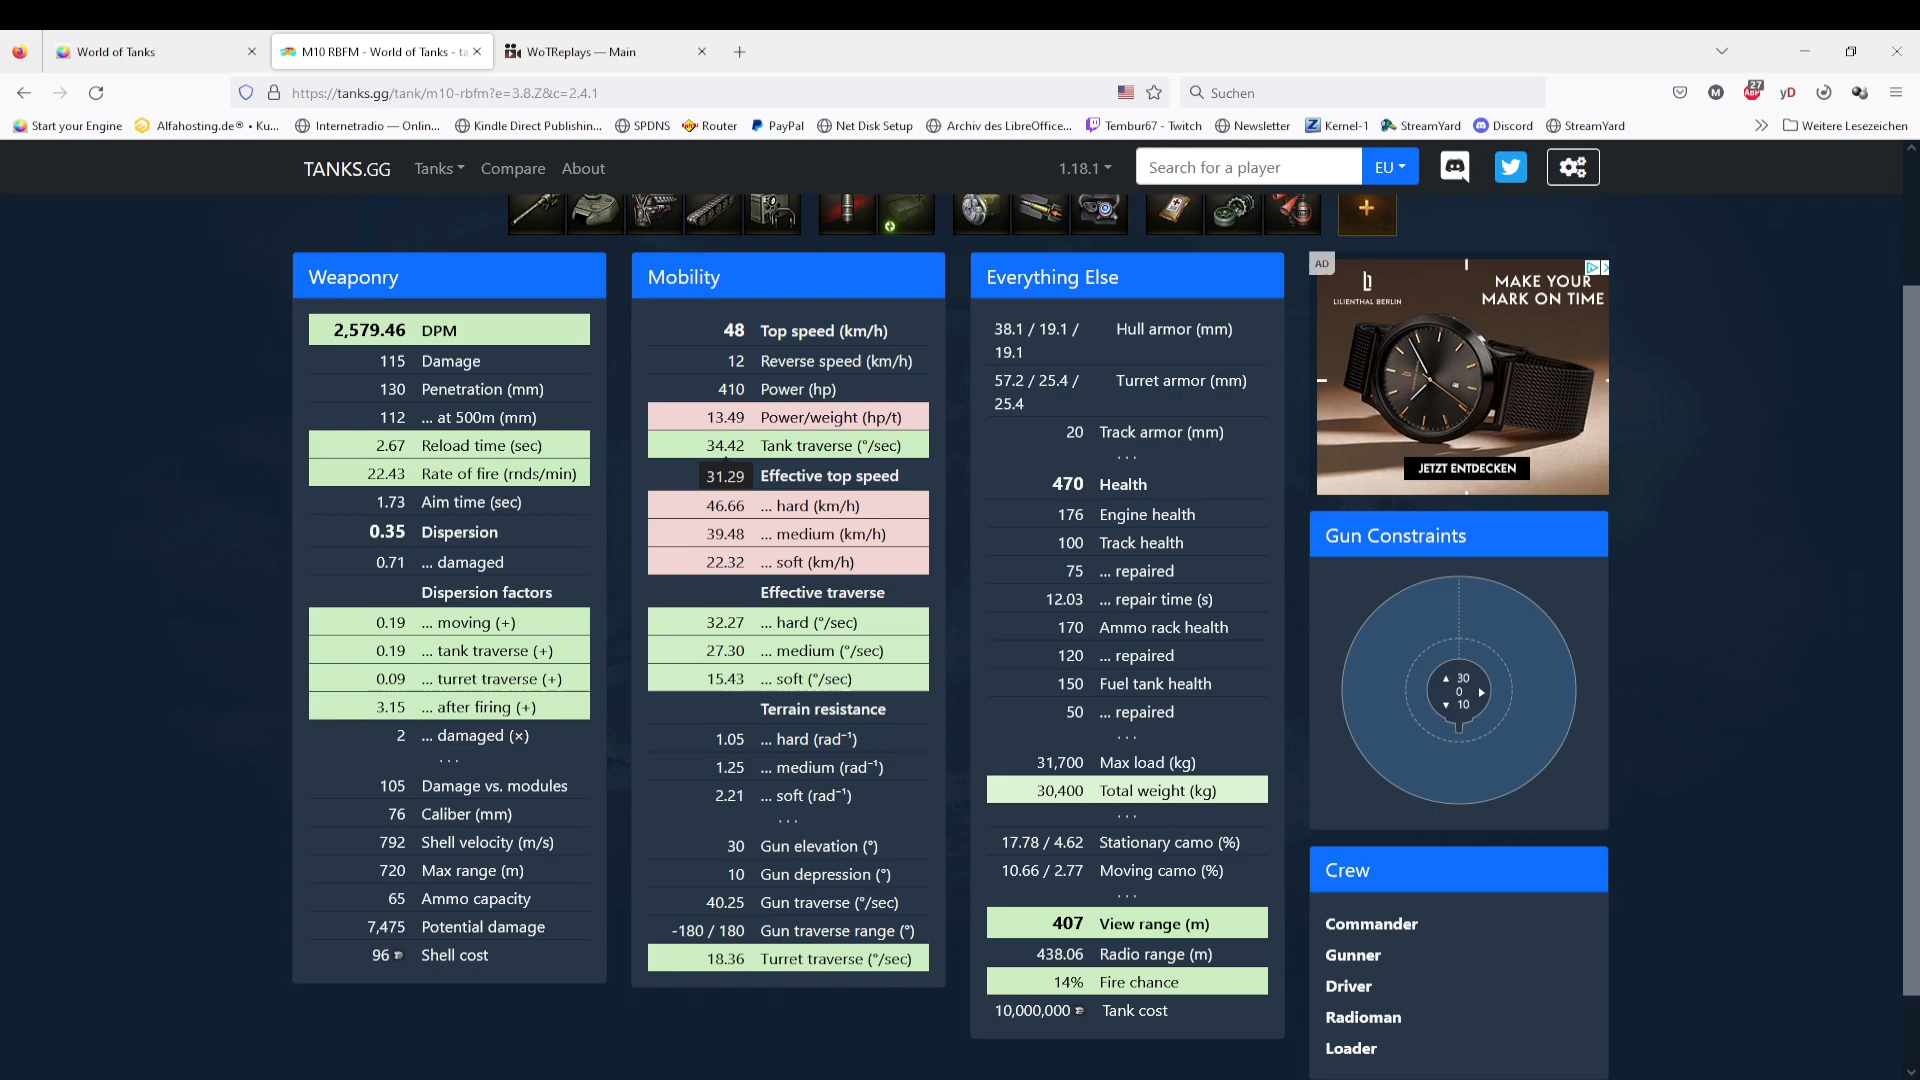 World of Tanks
M10 RBFM - World of Tanks - ta
WoTReplays — Main
https://tanks.gg/tank/m10-rbfm?e=3.8.Z&c=2.4.1
Suchen
27
ABP
yD
Start your Engine
Alfahosting.de® • Ku...
Internetradio — Onlin...
Kindle Direct Publishin...
SPDNS
Router
PayPal
Net Disk Setup
Archiv des LibreOffice...
Tembur67 - Twitch
Newsletter
Kernel-1
StreamYard
Discord
StreamYard
Weitere Lesezeichen
TANKS.GG
Tanks
Compare
About
1.18.1
Search for a player
EU
Weaponry
2,579.46 DPM
115 Damage
130 Penetration (mm)
112 ... at 500m (mm)
2.67 Reload time (sec)
22.43 Rate of fire (rnds/min)
1.73 Aim time (sec)
0.35 Dispersion
0.71 ... damaged
Dispersion factors
0.19 ... moving (+)
0.19 ... tank traverse (+)
0.09 ... turret traverse (+)
3.15 ... after firing (+)
2 ... damaged (×)
...
105 Damage vs. modules
76 Caliber (mm)
792 Shell velocity (m/s)
720 Max range (m)
65 Ammo capacity
7,475 Potential damage
96 Shell cost
Mobility
48 Top speed (km/h)
12 Reverse speed (km/h)
410 Power (hp)
13.49 Power/weight (hp/t)
34.42 Tank traverse (°/sec)
31.29 Effective top speed
46.66 ... hard (km/h)
39.48 ... medium (km/h)
22.32 ... soft (km/h)
Effective traverse
32.27 ... hard (°/sec)
27.30 ... medium (°/sec)
15.43 ... soft (°/sec)
Terrain resistance
1.05 ... hard (rad⁻¹)
1.25 ... medium (rad⁻¹)
2.21 ... soft (rad⁻¹)
...
30 Gun elevation (°)
10 Gun depression (°)
40.25 Gun traverse (°/sec)
-180 / 180 Gun traverse range (°)
18.36 Turret traverse (°/sec)
Everything Else
38.1 / 19.1 / Hull armor (mm)
19.1
57.2 / 25.4 / Turret armor (mm)
25.4
20 Track armor (mm)
...
470 Health
176 Engine health
100 Track health
75 ... repaired
12.03 ... repair time (s)
170 Ammo rack health
120 ... repaired
150 Fuel tank health
50 ... repaired
...
31,700 Max load (kg)
30,400 Total weight (kg)
...
17.78 / 4.62 Stationary camo (%)
10.66 / 2.77 Moving camo (%)
...
407 View range (m)
438.06 Radio range (m)
14% Fire chance
10,000,000 Tank cost
AD
LILIENTHAL BERLIN
MAKE YOUR
MARK ON TIME
JETZT ENTDECKEN
Gun Constraints
▲ 30
0 ▶
▼ 10
Crew
Commander
Gunner
Driver
Radioman
Loader